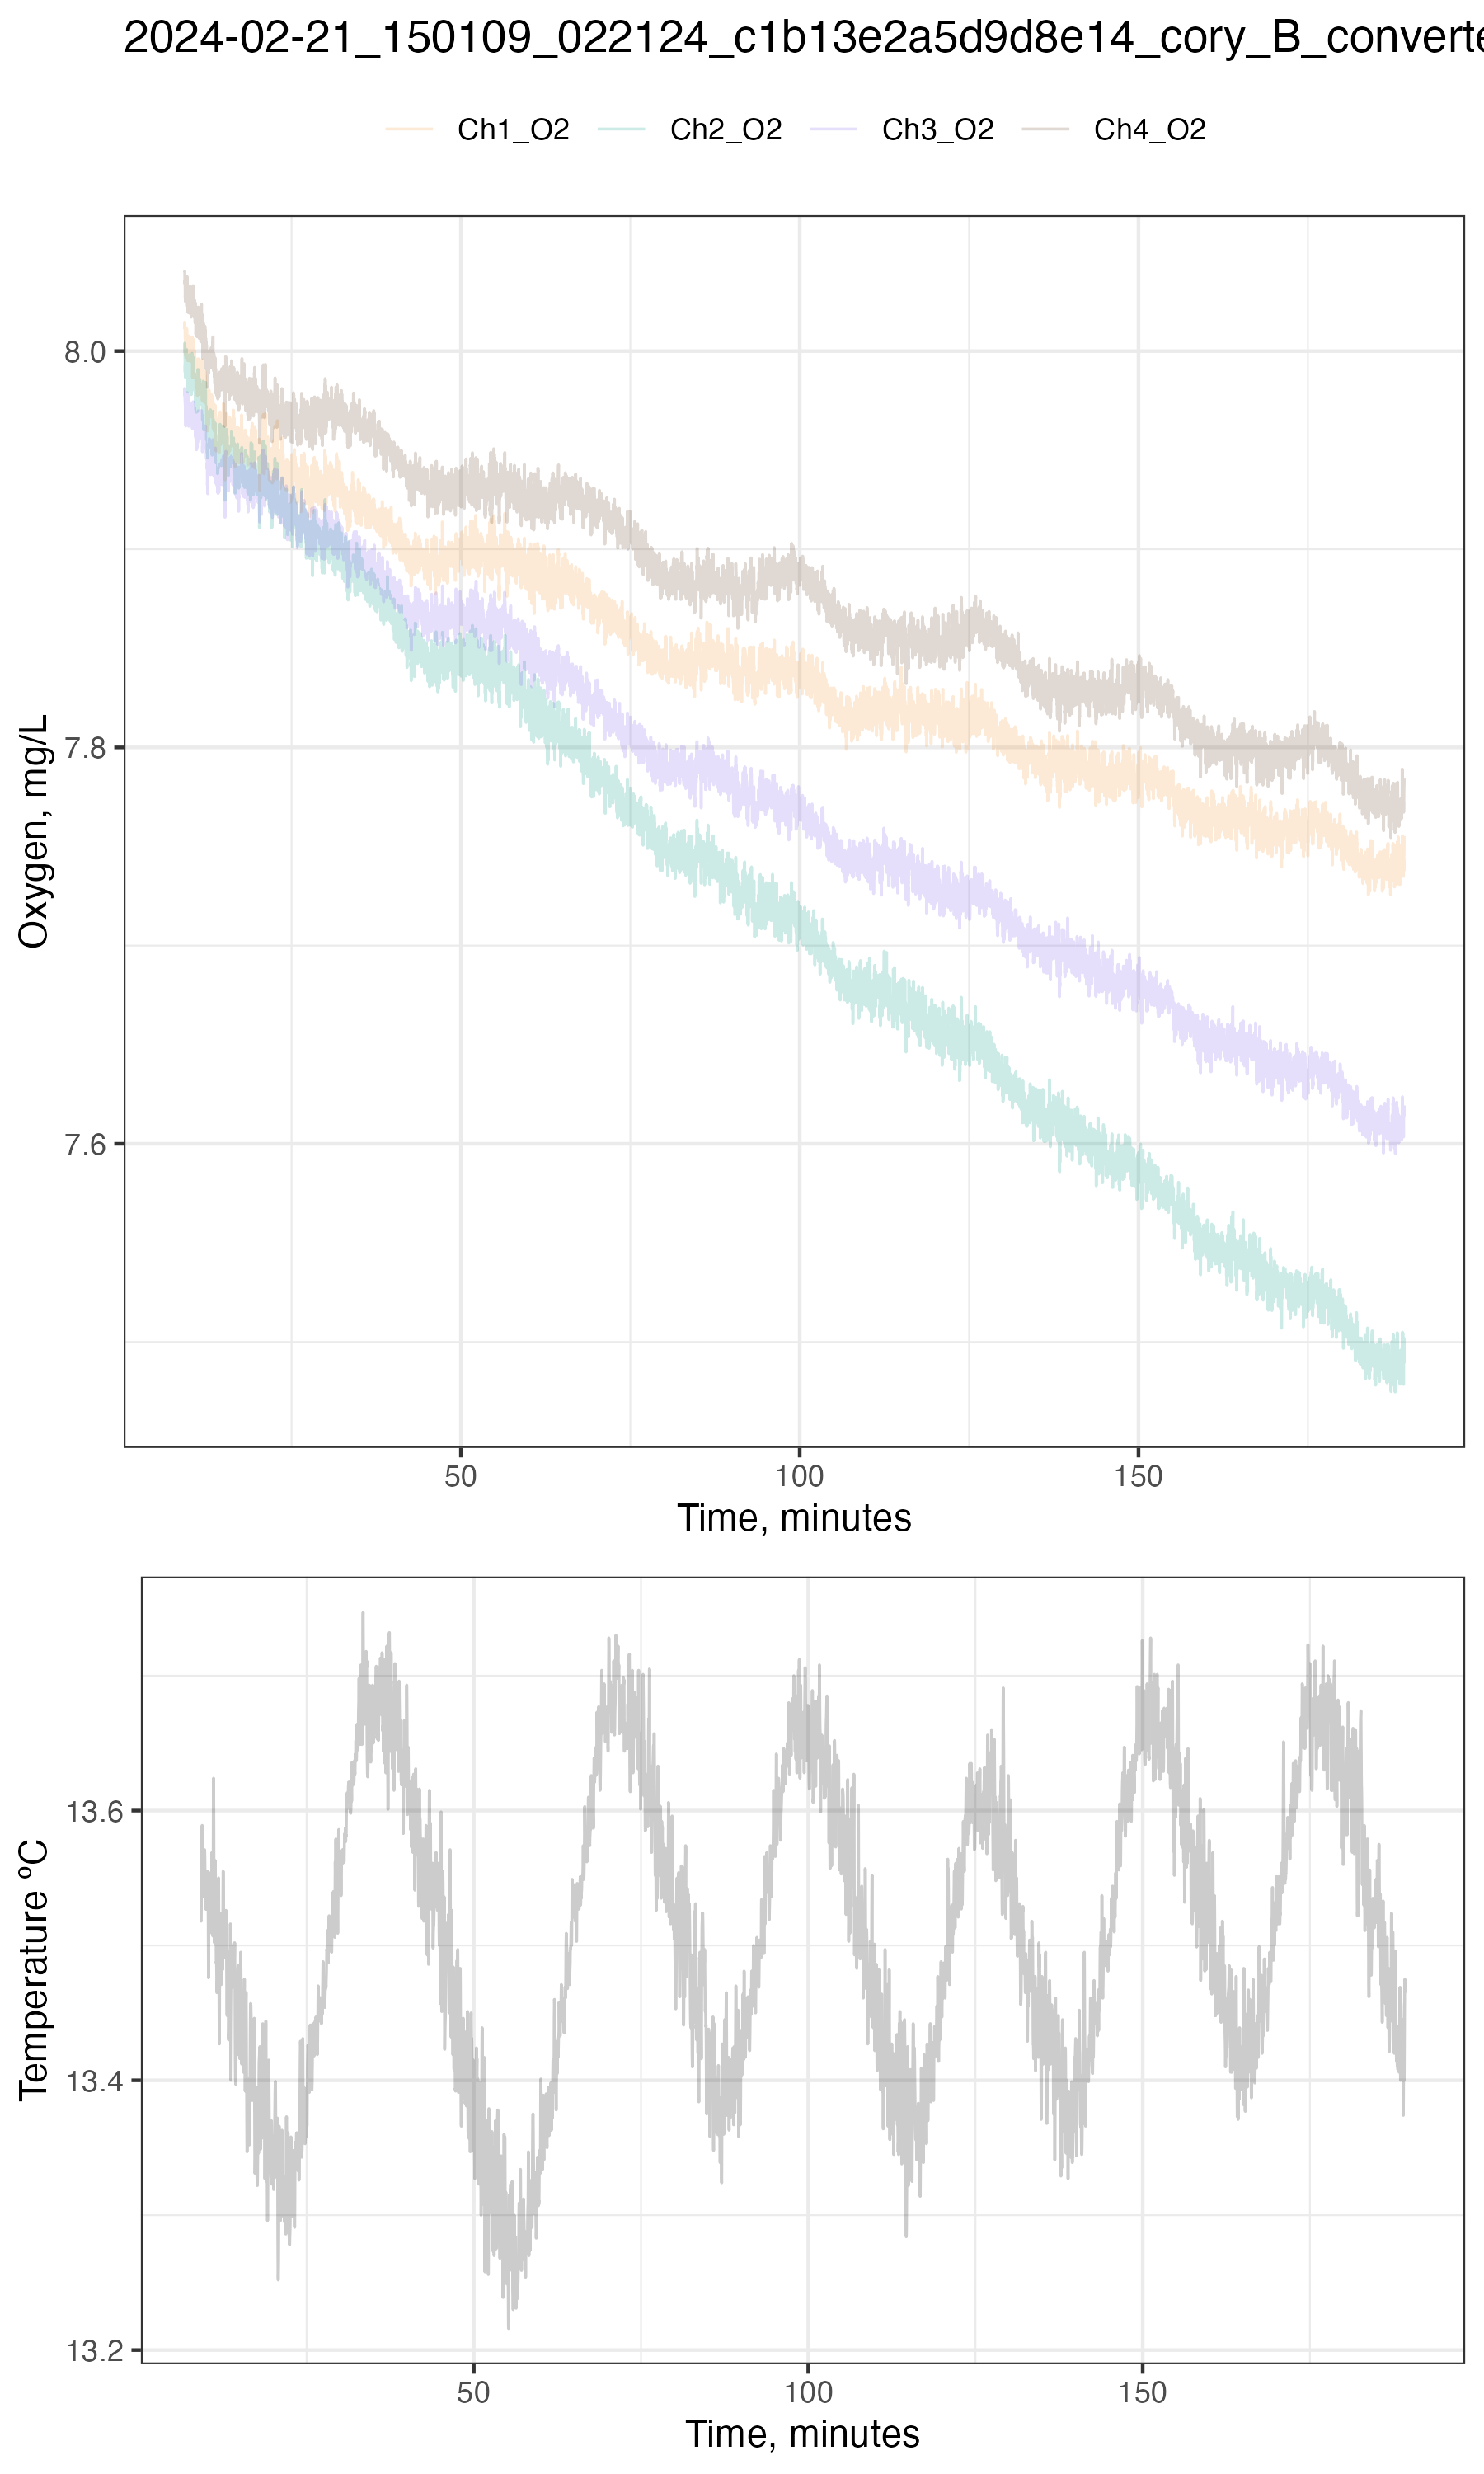 2024-02-21_150109_022124_c1b13e2a5d9d8e14_cory_B_converte
Ch1_O2 Ch2_O2 Ch3_O2 Ch4_O2
8.0
7.8
7.6
Oxygen, mg/L
50 100 150
Time, minutes
13.6
13.4
13.2
Temperature ºC
50 100 150
Time, minutes